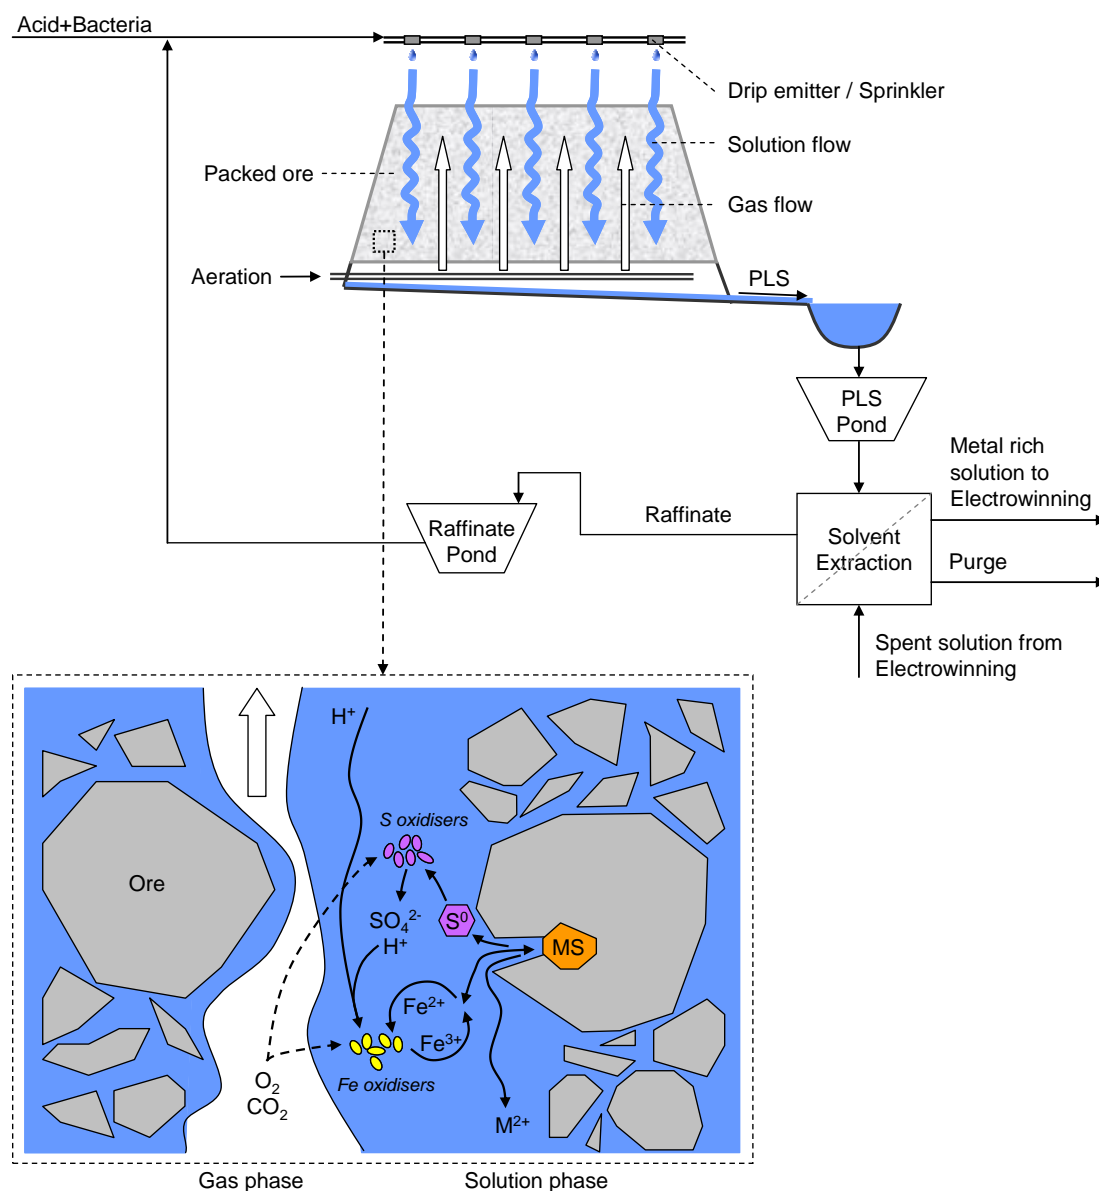 Acid+Bacteria
Drip emitter / Sprinkler
Solution flow
Packed ore
Gas flow
Aeration
PLS
PLS
Pond
Metal rich
solution to
Electrowinning
Raffinate
Raffinate
Pond
Solvent
Extraction
Purge
Spent solution from
Electrowinning
H⁺
S oxidisers
Ore
SO₄²⁻
H⁺
S⁰
MS
Fe²⁺
Fe³⁺
O₂
CO₂
Fe oxidisers
M²⁺
Gas phase
Solution phase